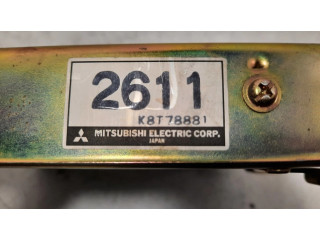 2611
K8T78881
MITSUBISHI ELECTRIC CORP.
JAPAN